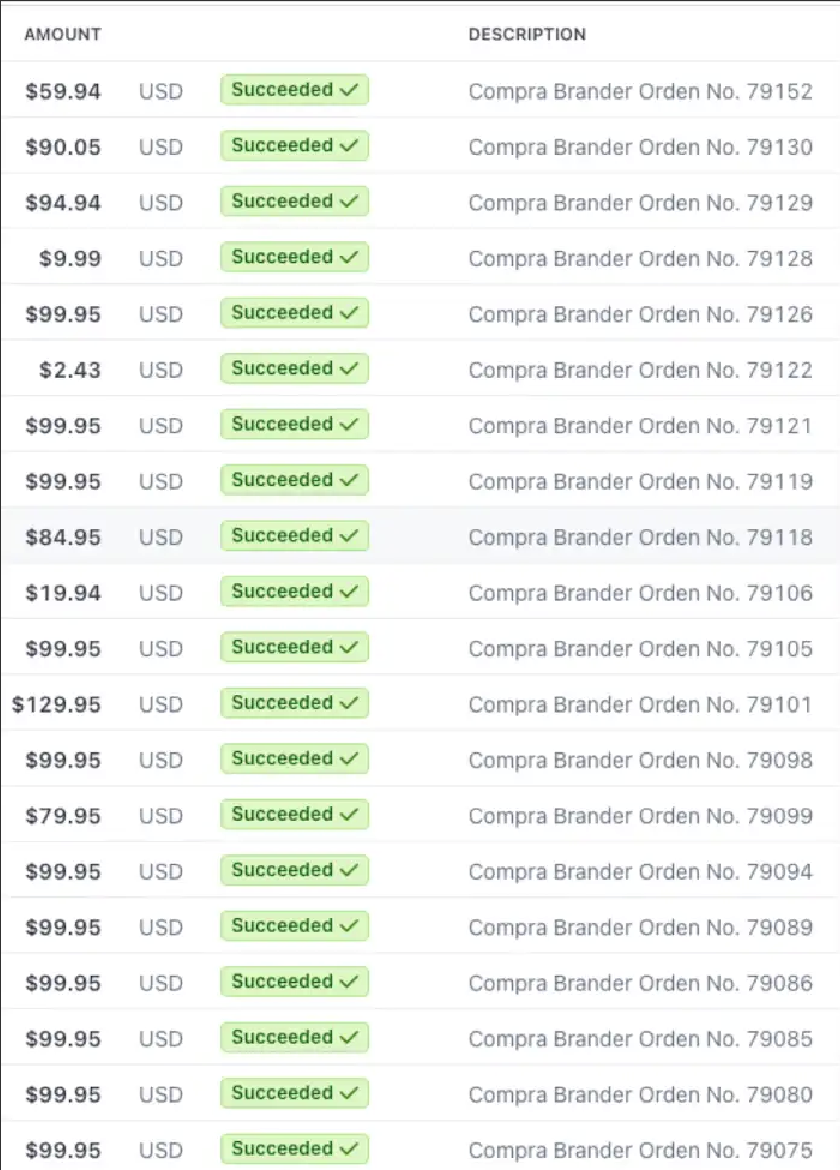 AMOUNT DESCRIPTION
$59.94 USD Succeeded ✓ Compra Brander Orden No. 79152
$90.05 USD Succeeded ✓ Compra Brander Orden No. 79130
$94.94 USD Succeeded ✓ Compra Brander Orden No. 79129
$9.99 USD Succeeded ✓ Compra Brander Orden No. 79128
$99.95 USD Succeeded ✓ Compra Brander Orden No. 79126
$2.43 USD Succeeded ✓ Compra Brander Orden No. 79122
$99.95 USD Succeeded ✓ Compra Brander Orden No. 79121
$99.95 USD Succeeded ✓ Compra Brander Orden No. 79119
$84.95 USD Succeeded ✓ Compra Brander Orden No. 79118
$19.94 USD Succeeded ✓ Compra Brander Orden No. 79106
$99.95 USD Succeeded ✓ Compra Brander Orden No. 79105
$129.95 USD Succeeded ✓ Compra Brander Orden No. 79101
$99.95 USD Succeeded ✓ Compra Brander Orden No. 79098
$79.95 USD Succeeded ✓ Compra Brander Orden No. 79099
$99.95 USD Succeeded ✓ Compra Brander Orden No. 79094
$99.95 USD Succeeded ✓ Compra Brander Orden No. 79089
$99.95 USD Succeeded ✓ Compra Brander Orden No. 79086
$99.95 USD Succeeded ✓ Compra Brander Orden No. 79085
$99.95 USD Succeeded ✓ Compra Brander Orden No. 79080
$99.95 USD Succeeded ✓ Compra Brander Orden No. 79075